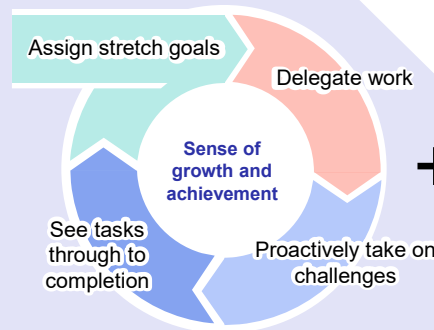 Assign stretch goals
Delegate work
Sense of
growth and
achievement
See tasks
through to
completion
Proactively take on
challenges